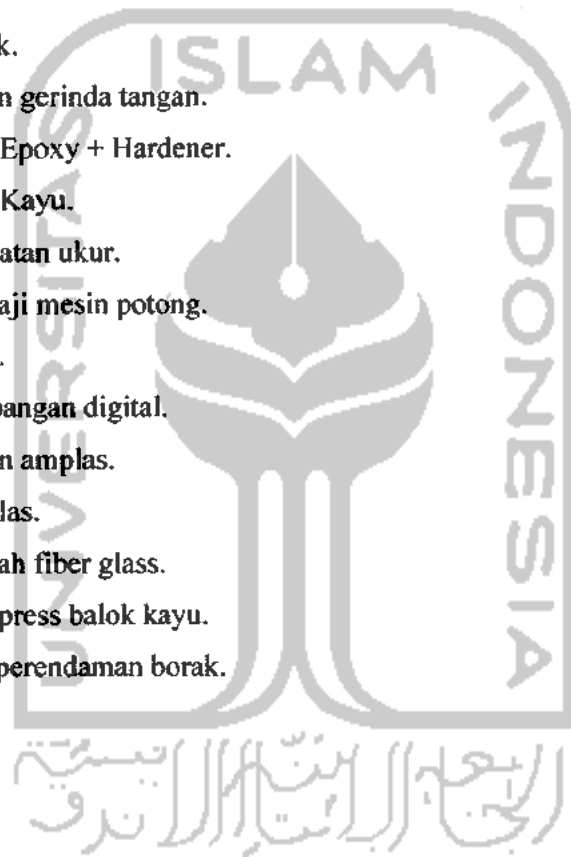 k.
n gerinda tangan.
Epoxy + Hardener.
Kayu.
atan ukur.
aji mesin potong.
.
bangan digital.
n amplas.
las.
ah fiber glass.
press balok kayu.
perendaman borak.
UNIVERSITAS
ISLAM
INDONESIA